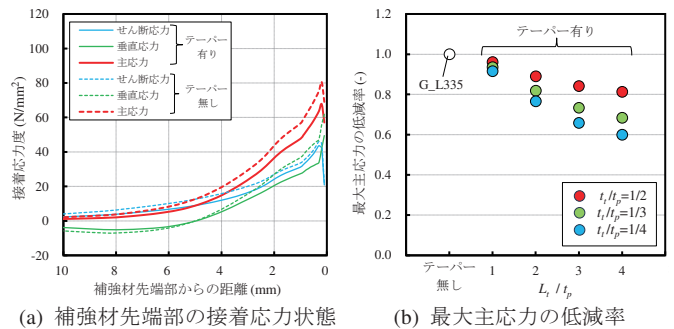 (a)
120
100
80
60
40
20
0
-20
接着応力度 (N/mm²)
せん断応力
垂直応力
主応力
テーパー
有り
せん断応力
垂直応力
主応力
テーパー
無し
10 8 6 4 2 0
補強材先端部からの距離 (mm)
(a) 補強材先端部の接着応力状態
(b)
1.2
1.0
0.8
0.6
0.4
0.2
0.0
最大主応力の低減率 (-)
テーパー有り
G_L335
t_t/t_p=1/2
t_t/t_p=1/3
t_t/t_p=1/4
テーパー
無し
1 2 3 4
L_t / t_p
(b) 最大主応力の低減率